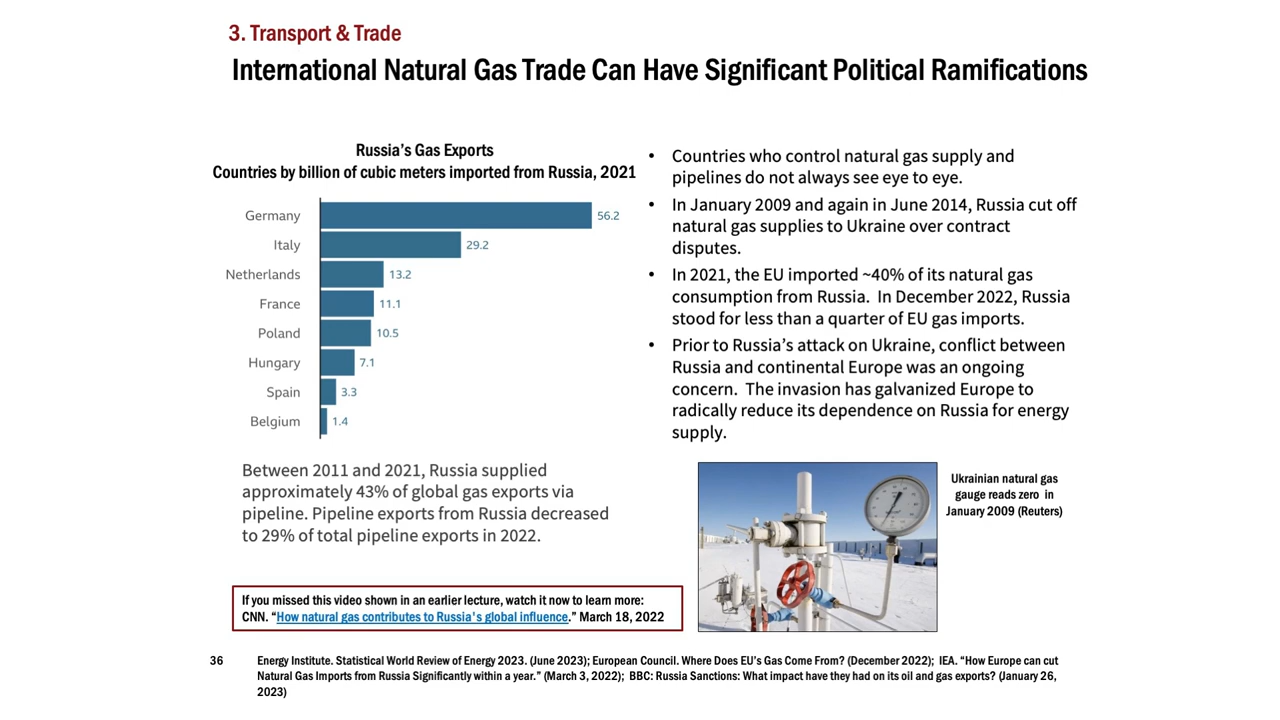 3. Transport & Trade
International Natural Gas Trade Can Have Significant Political Ramifications
Russia's Gas Exports
Countries by billion of cubic meters imported from Russia, 2021
Germany 56.2
Italy 29.2
Netherlands 13.2
France 11.1
Poland 10.5
Hungary 7.1
Spain 3.3
Belgium 1.4
Between 2011 and 2021, Russia supplied
approximately 43% of global gas exports via
pipeline. Pipeline exports from Russia decreased
to 29% of total pipeline exports in 2022.
• Countries who control natural gas supply and
pipelines do not always see eye to eye.
• In January 2009 and again in June 2014, Russia cut off
natural gas supplies to Ukraine over contract
disputes.
• In 2021, the EU imported ~40% of its natural gas
consumption from Russia. In December 2022, Russia
stood for less than a quarter of EU gas imports.
• Prior to Russia's attack on Ukraine, conflict between
Russia and continental Europe was an ongoing
concern. The invasion has galvanized Europe to
radically reduce its dependence on Russia for energy
supply.
Ukrainian natural gas
gauge reads zero in
January 2009 (Reuters)
If you missed this video shown in an earlier lecture, watch it now to learn more:
CNN. "How natural gas contributes to Russia's global influence." March 18, 2022
36
Energy Institute. Statistical World Review of Energy 2023. (June 2023); European Council. Where Does EU's Gas Come From? (December 2022); IEA. "How Europe can cut
Natural Gas Imports from Russia Significantly within a year." (March 3, 2022); BBC: Russia Sanctions: What impact have they had on its oil and gas exports? (January 26,
2023)